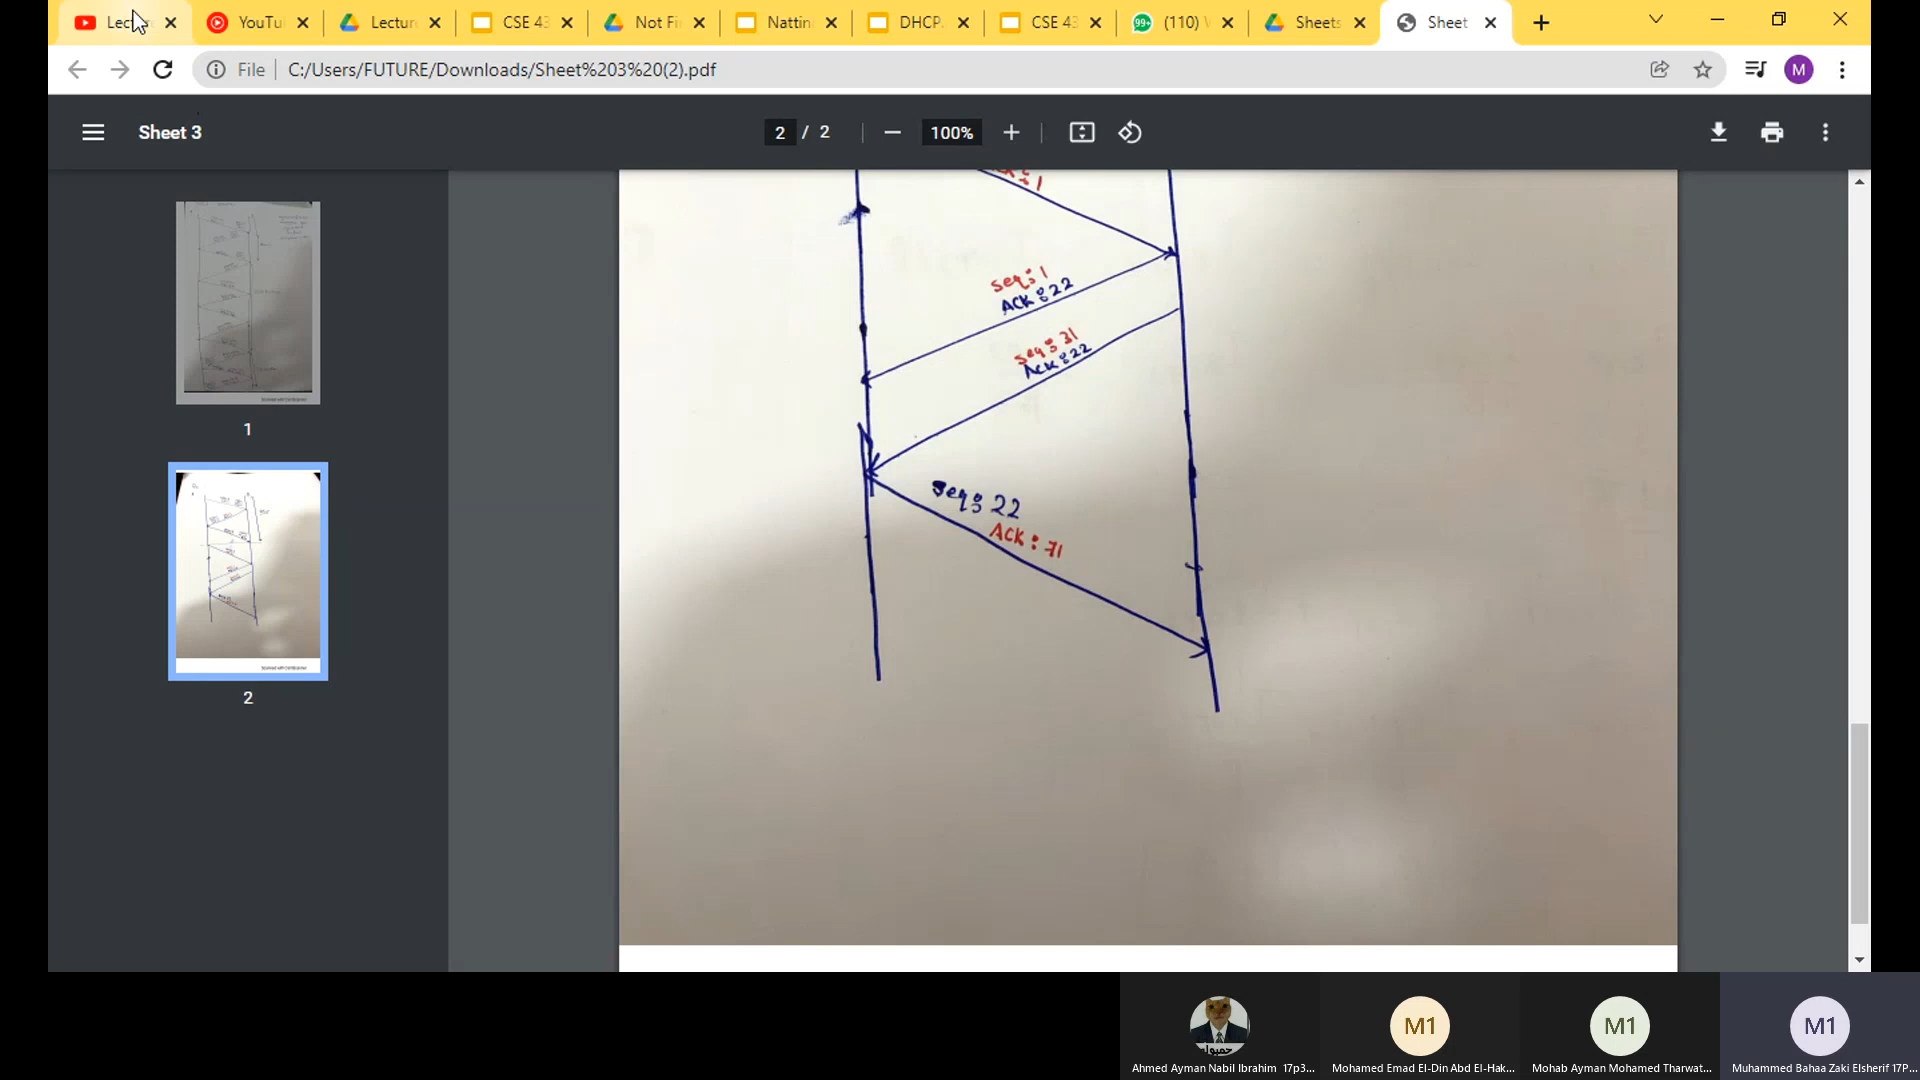 Lec
YouTu
Lectur
CSE 43
Not Fi
Nattin
DHCP.
CSE 43
99+
(110)
Sheets
Sheet
File
C:/Users/FUTURE/Downloads/Sheet%203%20(2).pdf
M
Sheet 3
2 / 2
100%
1
2
seq:1
ACK:22
seq:31
ACK:22
seq:22
ACK:71
M1
M1
M1
Ahmed Ayman Nabil Ibrahim 17p3...
Mohamed Emad El-Din Abd El-Hak...
Mohab Ayman Mohamed Tharwat...
Muhammed Bahaa Zaki Elsherif 17P...